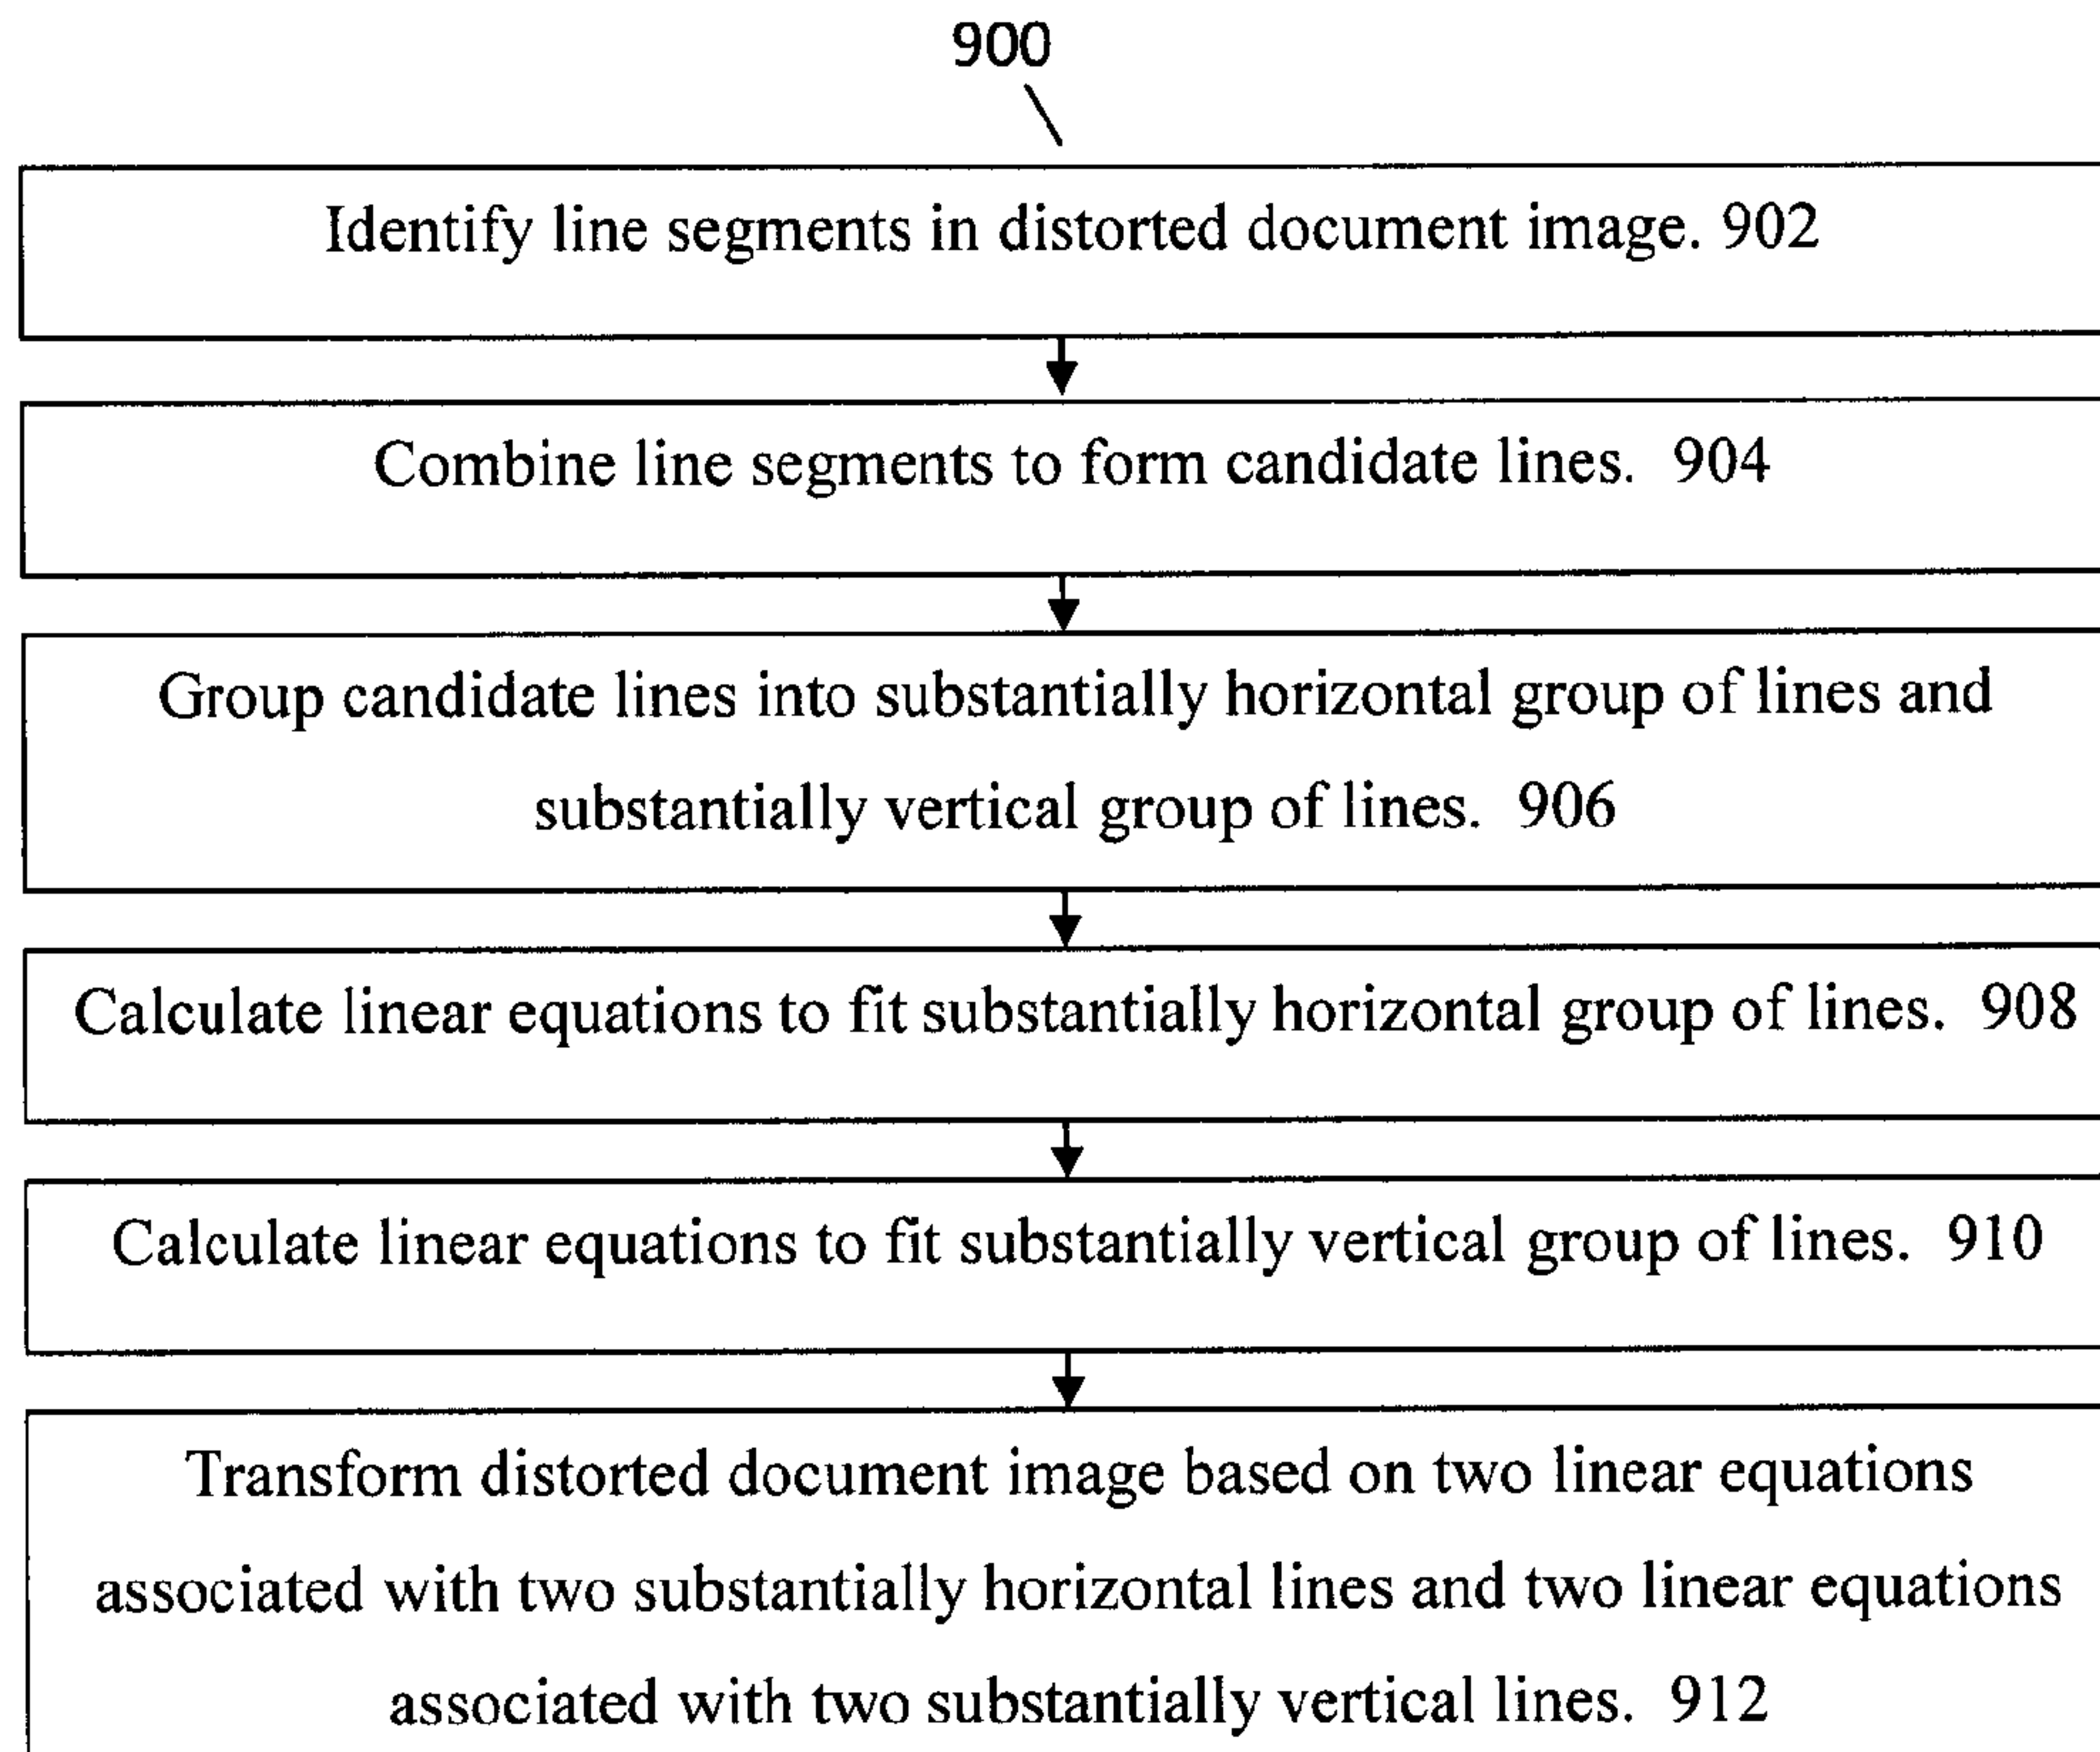 900
Identify line segments in distorted document image. 902
Combine line segments to form candidate lines. 904
Group candidate lines into substantially horizontal group of lines and
substantially vertical group of lines. 906
Calculate linear equations to fit substantially horizontal group of lines. 908
Calculate linear equations to fit substantially vertical group of lines. 910
Transform distorted document image based on two linear equations
associated with two substantially horizontal lines and two linear equations
associated with two substantially vertical lines. 912